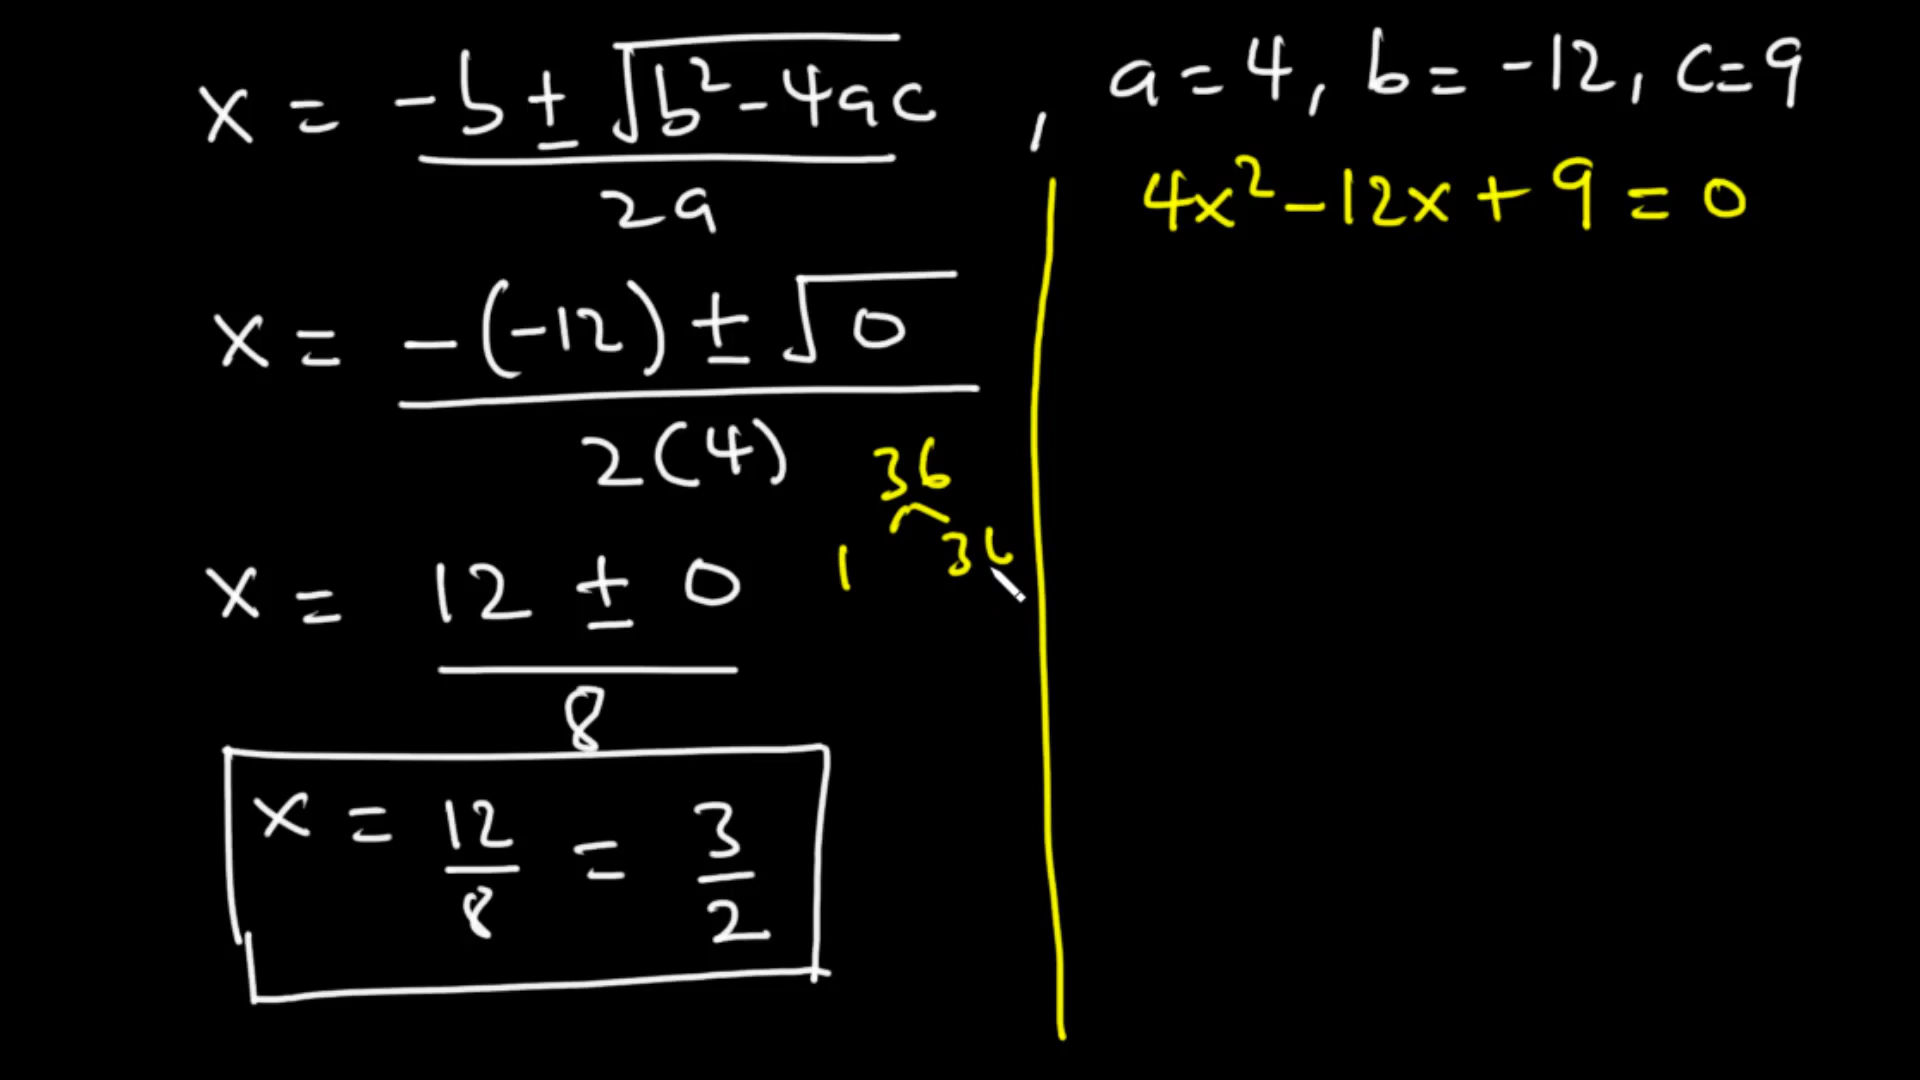 x = -b ± √b² - 4ac , a = 4, b = -12, c = 9
2a
4x² - 12x + 9 = 0
x = -(-12) ± √0
2(4)
36
1 36
x = 12 ± 0
8
x = 12/8 = 3/2